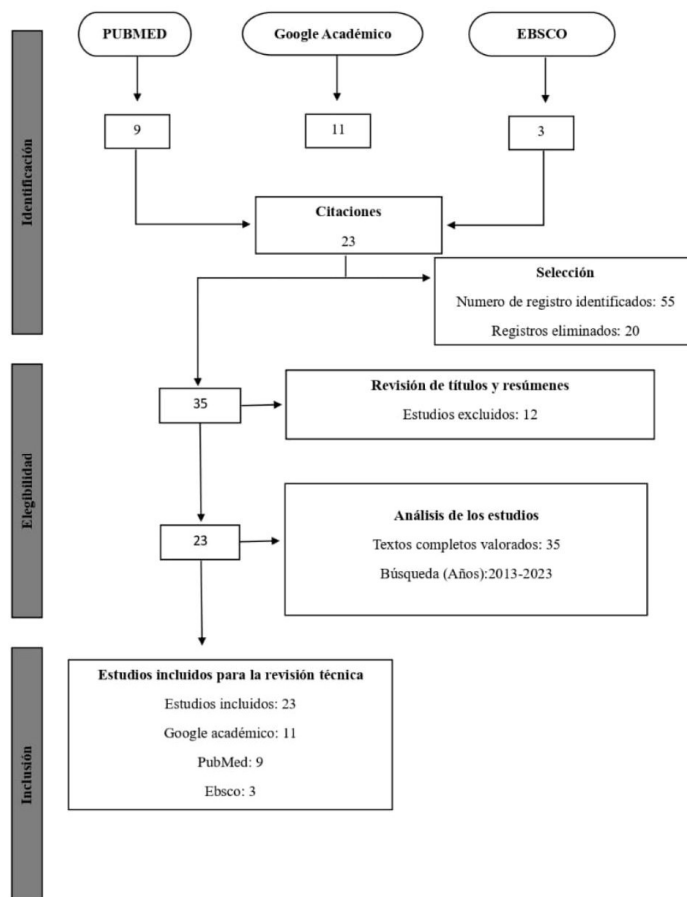 PUBMED
Google Académico
EBSCO
9
11
3
Identificación
Citaciones
23
Selección
Numero de registro identificados: 55
Registros eliminados: 20
35
Revisión de títulos y resúmenes
Estudios excluidos: 12
Elegibilidad
23
Análisis de los estudios
Textos completos valorados: 35
Búsqueda (Años):2013-2023
Inclusión
Estudios incluidos para la revisión técnica
Estudios incluidos: 23
Google académico: 11
PubMed: 9
Ebsco: 3